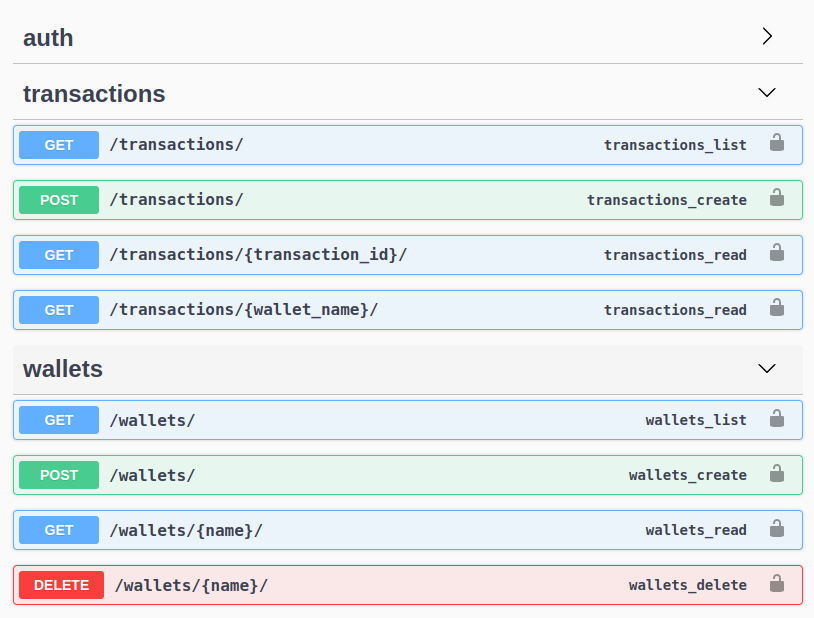 auth
transactions
GET /transactions/ transactions_list
POST /transactions/ transactions_create
GET /transactions/{transaction_id}/ transactions_read
GET /transactions/{wallet_name}/ transactions_read
wallets
GET /wallets/ wallets_list
POST /wallets/ wallets_create
GET /wallets/{name}/ wallets_read
DELETE /wallets/{name}/ wallets_delete